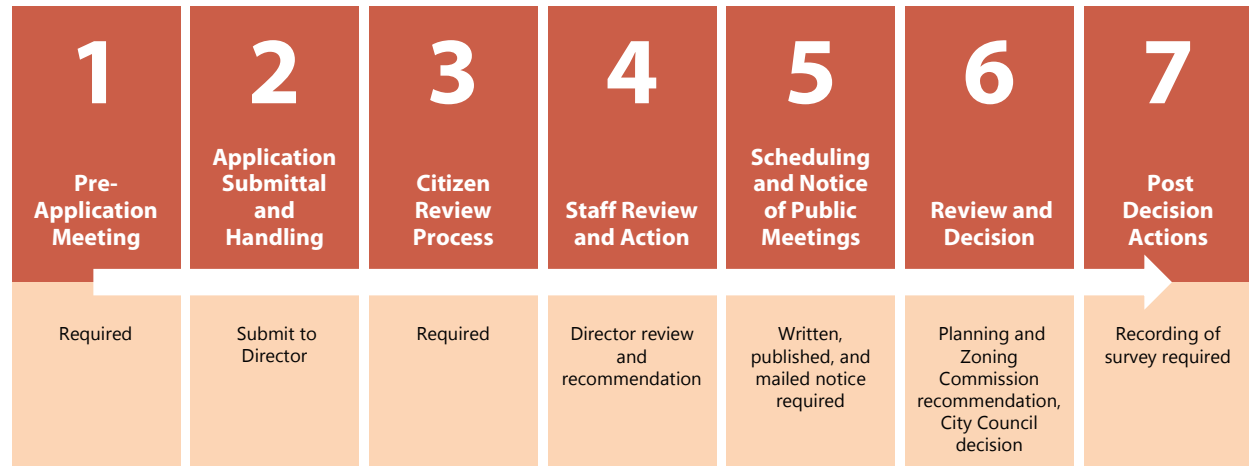 1
Pre-
Application
Meeting
Required
2
Application
Submittal
and
Handling
Submit to
Director
3
Citizen
Review
Process
Required
4
Staff Review
and Action
Director review
and
recommendation
5
Scheduling
and Notice
of Public
Meetings
Written,
published, and
mailed notice
required
6
Review and
Decision
Planning and
Zoning
Commission
recommendation,
City Council
decision
7
Post
Decision
Actions
Recording of
survey required